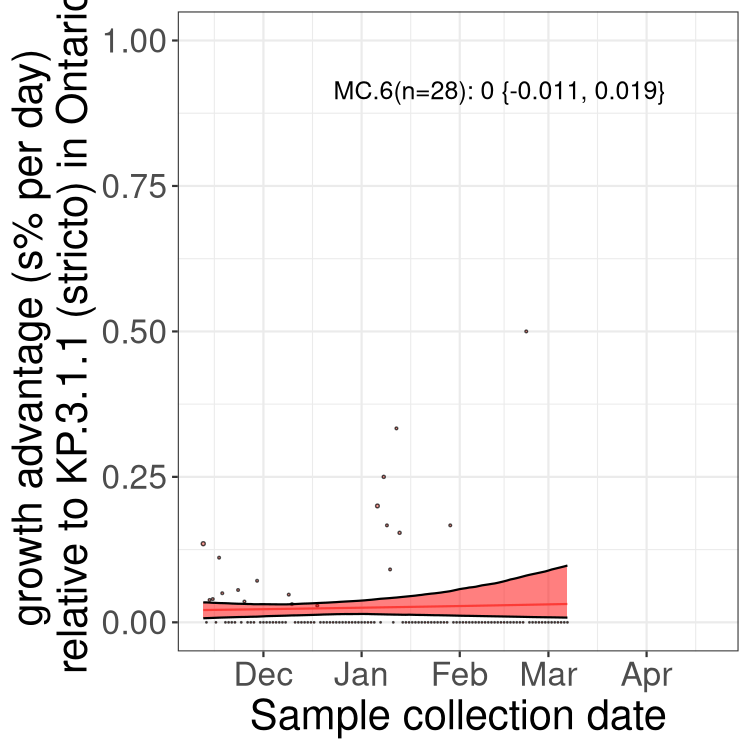 growth advantage (s% per day)
relative to KP.3.1.1 (stricto) in Ontario
1.00
0.75
0.50
0.25
0.00
MC.6(n=28): 0 {-0.011, 0.019}
Dec Jan Feb Mar Apr
Sample collection date